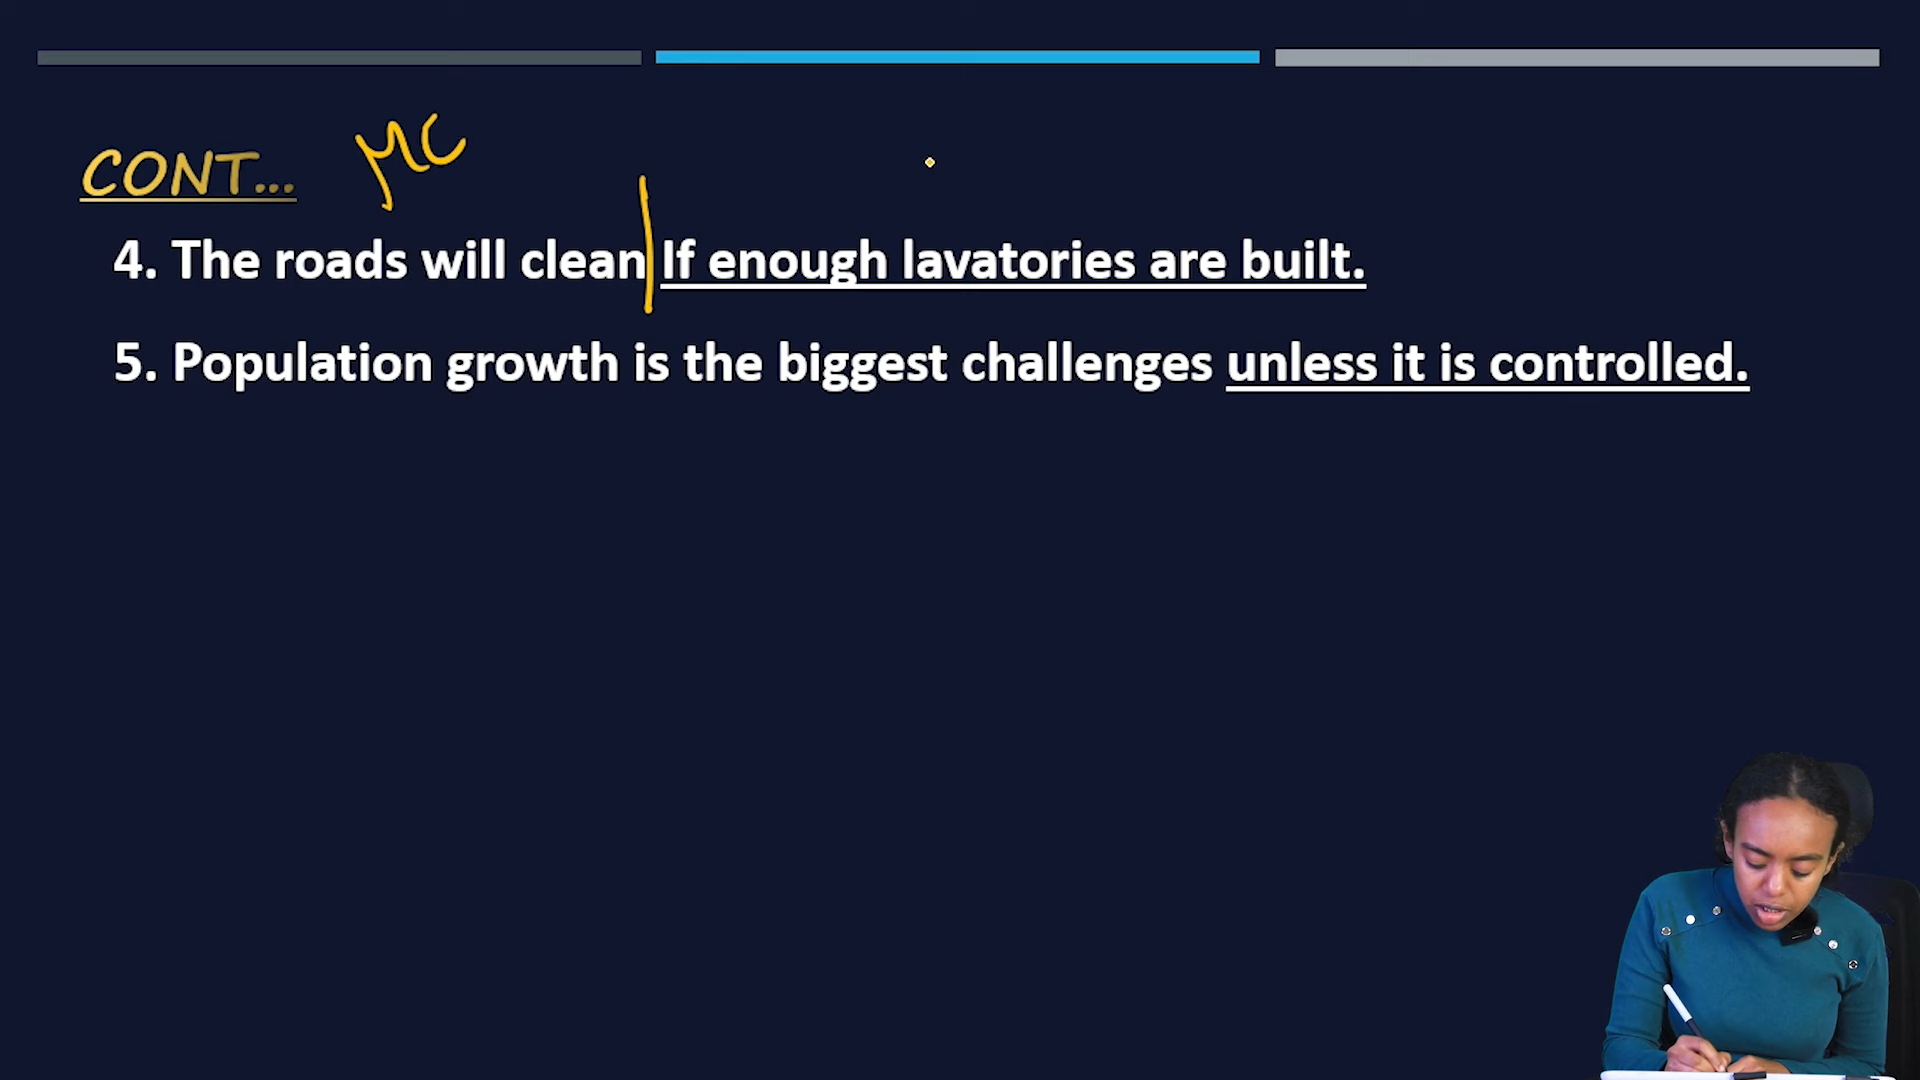 CONT... MC
4. The roads will clean If enough lavatories are built.
5. Population growth is the biggest challenges unless it is controlled.